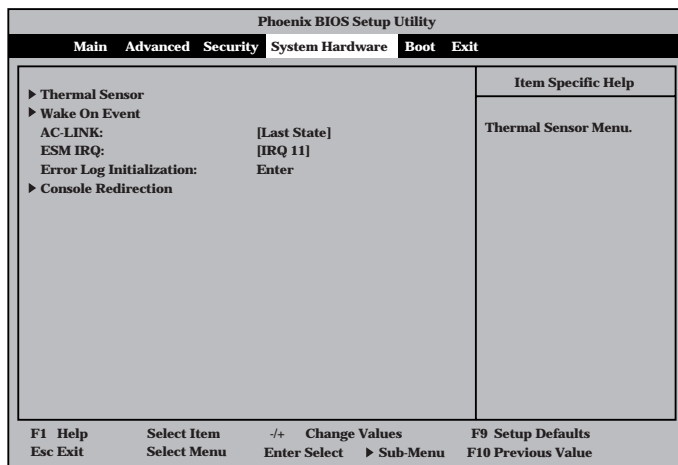 Phoenix BIOS Setup Utility
Main Advanced Security System Hardware Boot Exit
Item Specific Help
Thermal Sensor Menu.
▶ Thermal Sensor
▶ Wake On Event
AC-LINK: [Last State]
ESM IRQ: [IRQ 11]
Error Log Initialization: Enter
▶ Console Redirection
F1 Help Select Item -/+ Change Values F9 Setup Defaults
Esc Exit Select Menu Enter Select ▶ Sub-Menu F10 Previous Value